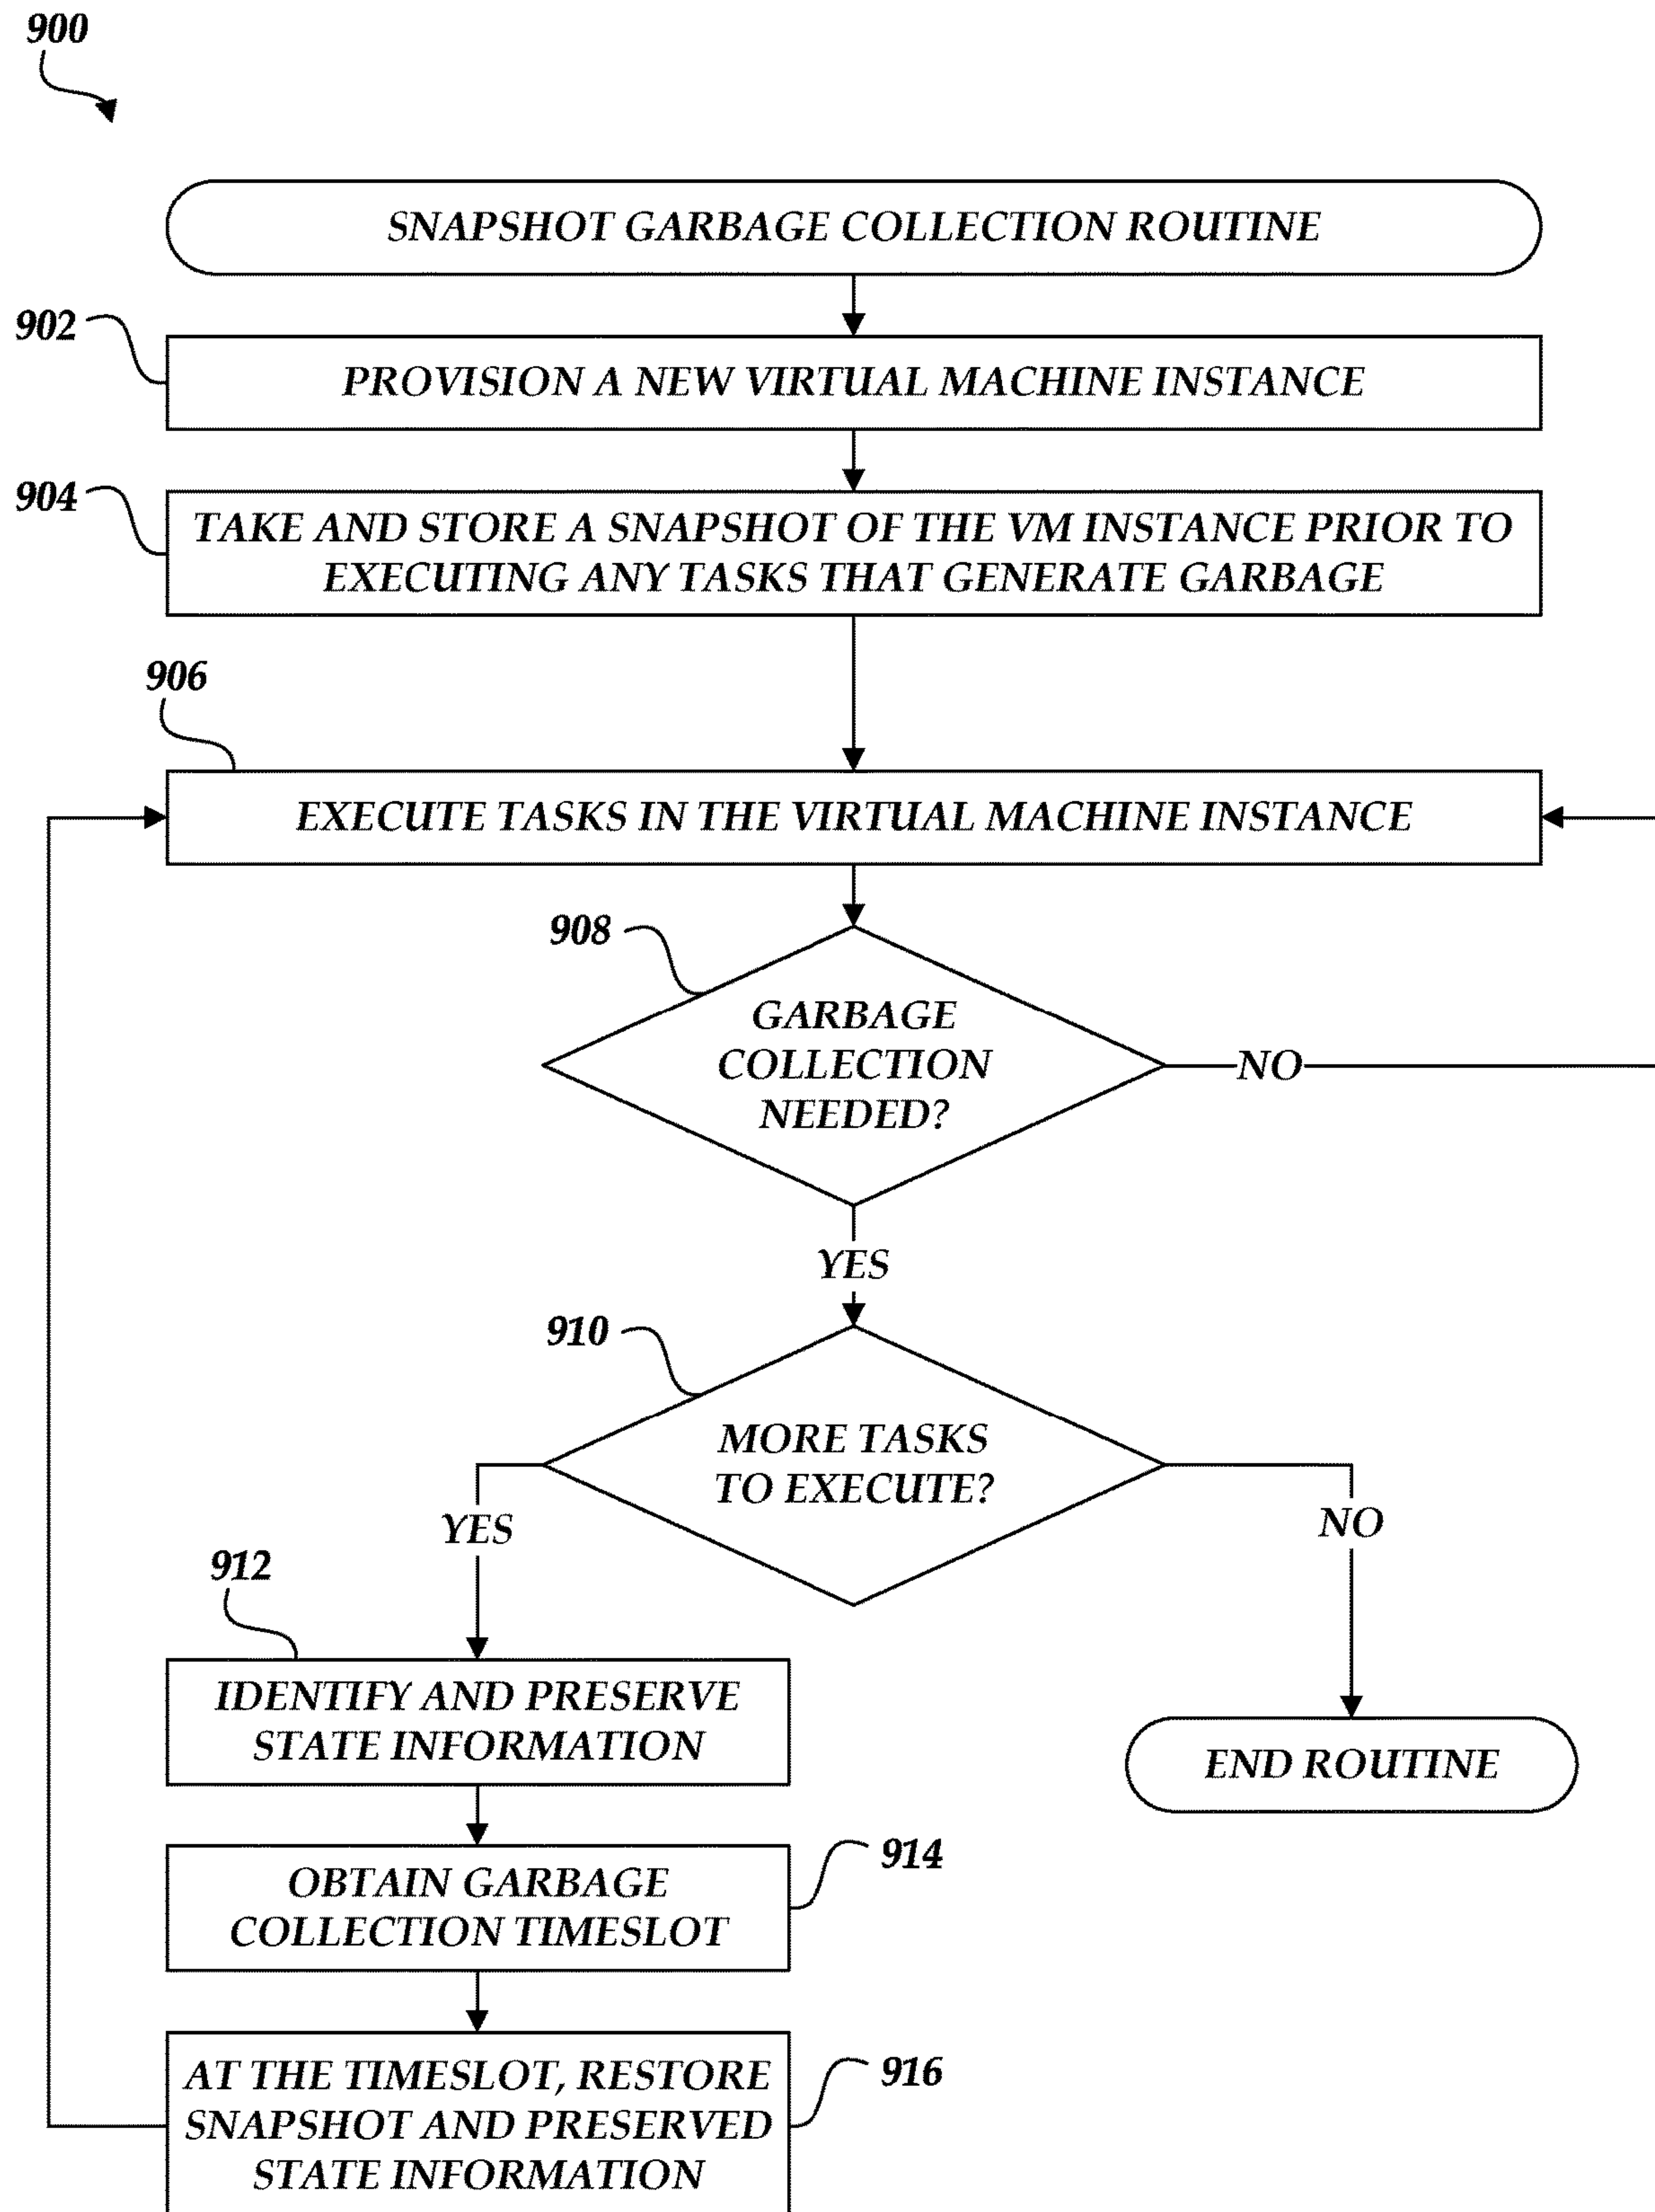 900
SNAPSHOT GARBAGE COLLECTION ROUTINE
902
PROVISION A NEW VIRTUAL MACHINE INSTANCE
904
TAKE AND STORE A SNAPSHOT OF THE VM INSTANCE PRIOR TO
EXECUTING ANY TASKS THAT GENERATE GARBAGE
906
EXECUTE TASKS IN THE VIRTUAL MACHINE INSTANCE
908
GARBAGE
COLLECTION
NEEDED?
NO
YES
910
MORE TASKS
TO EXECUTE?
YES
NO
912
IDENTIFY AND PRESERVE
STATE INFORMATION
END ROUTINE
914
OBTAIN GARBAGE
COLLECTION TIMESLOT
916
AT THE TIMESLOT, RESTORE
SNAPSHOT AND PRESERVED
STATE INFORMATION